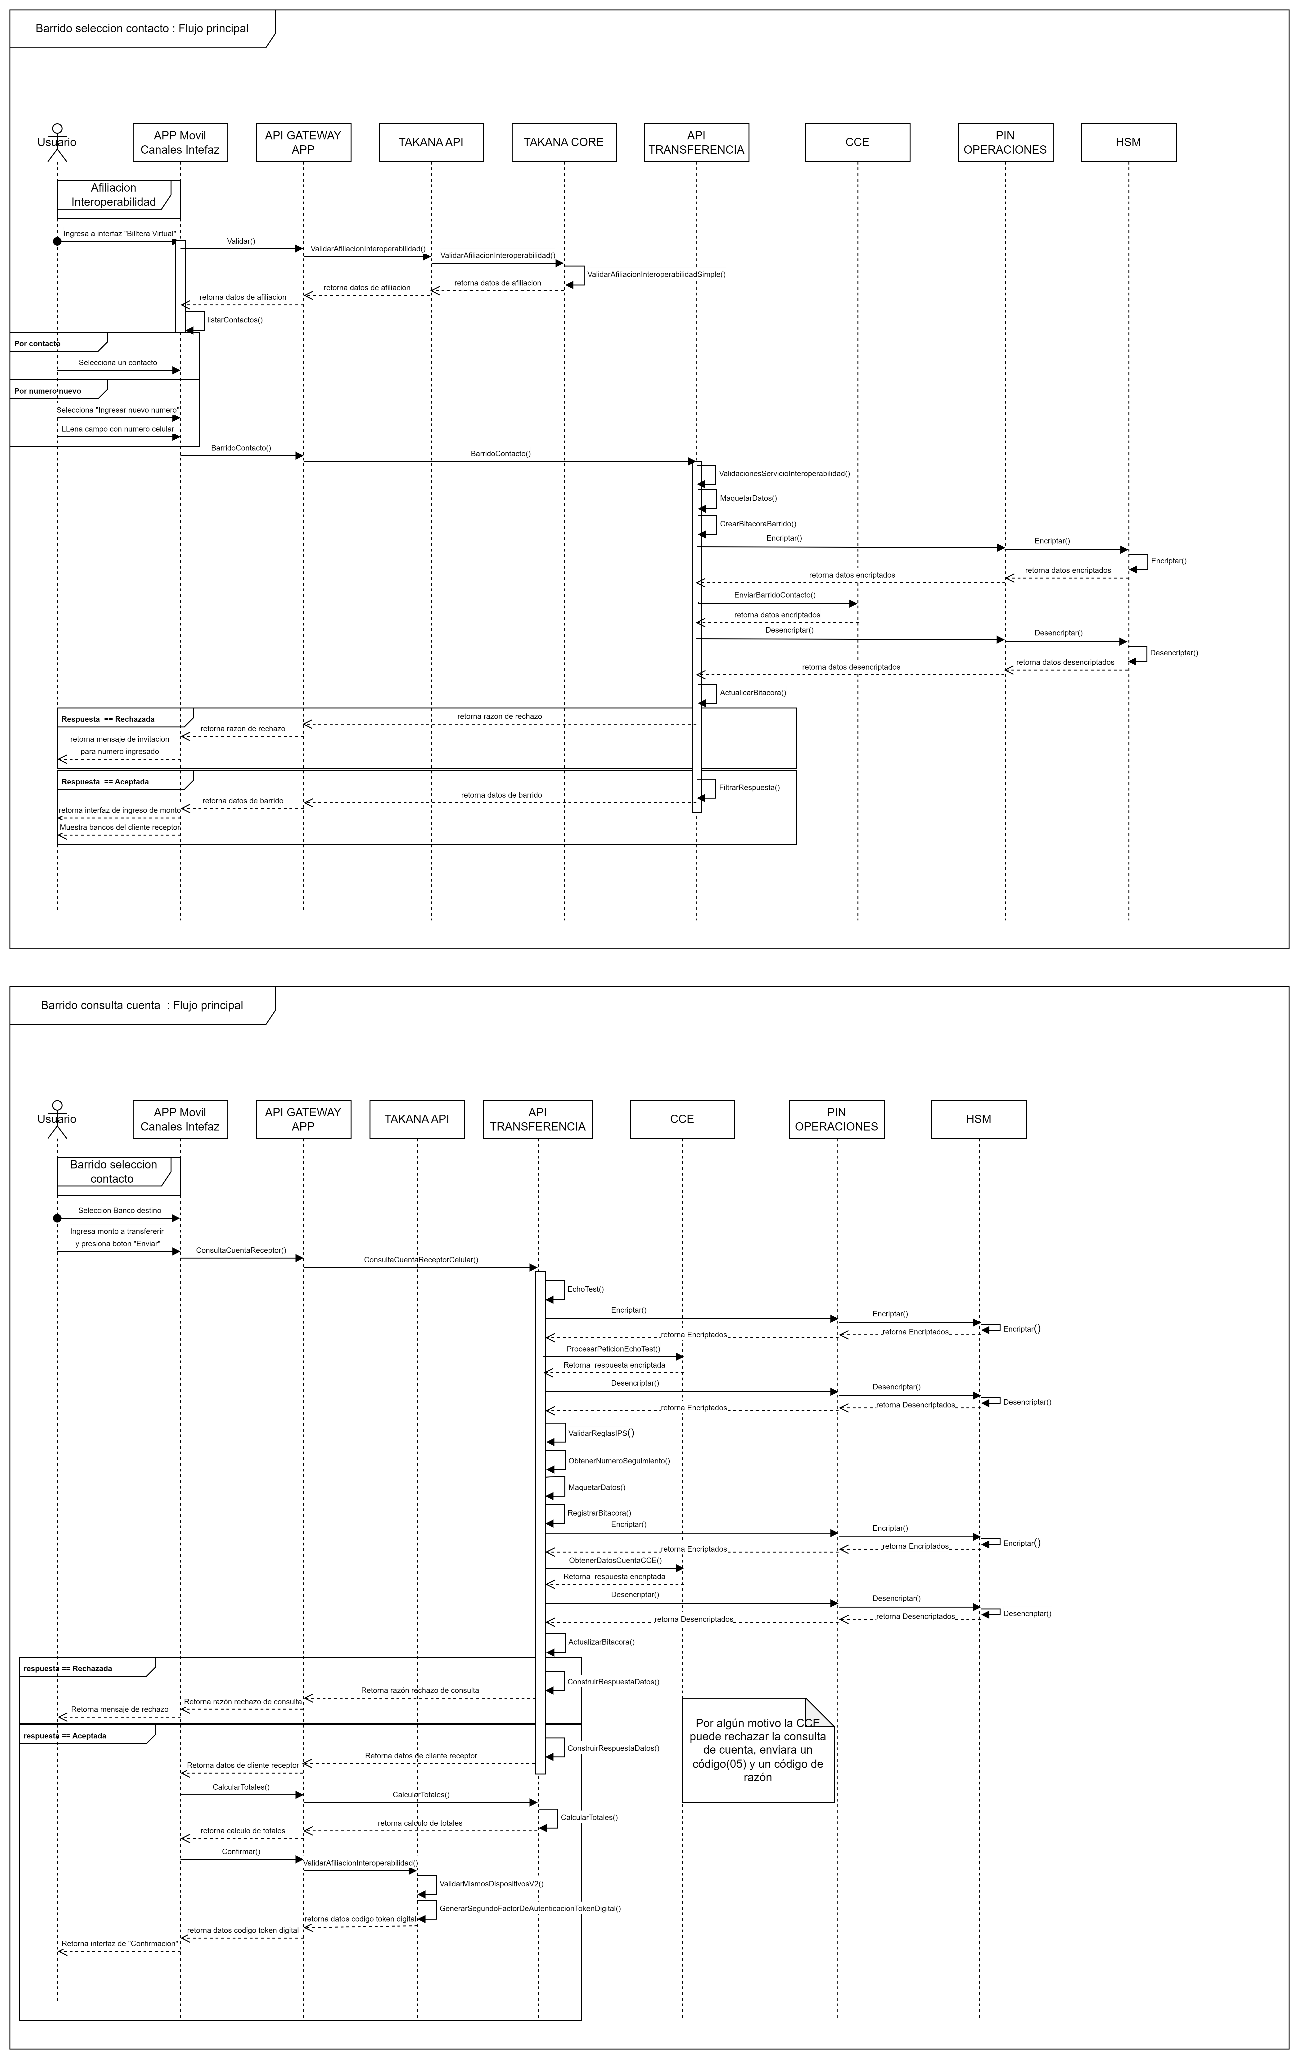 Barrido seleccion contacto : Flujo principal
Usuario
APP Movil
Canales Intefaz
API GATEWAY
APP
TAKANA API
TAKANA CORE
API
TRANSFERENCIA
CCE
PIN
OPERACIONES
HSM
Afiliacion
Interoperabilidad
Ingresa a interfaz "Billtera Virtual"
Validar()
ValidarAfiliacionInteroperabilidad()
ValidarAfiliacionInteroperabilidad()
ValidarAfiliacionInteroperabilidadSimple()
retorna datos de afiliacion
retorna datos de afiliacion
retorna datos de afiliacion
listarContactos()
Por contacto
Selecciona un contacto
Por numero nuevo
Selecciona "Ingresar nuevo numero"
LLena campo con numero celular
BarridoContacto()
BarridoContacto()
ValidacionesServicioInteroperabilidad()
MaquetarDatos()
CrearBitacoraBarrido()
Encriptar()
Encriptar()
Encriptar()
retorna datos encriptados
retorna datos encriptados
EnviarBarridoContacto()
retorna datos encriptados
Desencriptar()
Desencriptar()
Desencriptar()
retorna datos desencriptados
retorna datos desencriptados
ActualicarBitacora()
Respuesta == Rechazada
retorna razon de rechazo
retorna razon de rechazo
retorna mensaje de invitacion
para numero ingresado
Respuesta == Aceptada
FiltrarRespuesta()
retorna datos de barrido
retorna datos de barrido
retorna interfaz de ingreso de monto
Muestra bancos del cliente receptor
Barrido consulta cuenta : Flujo principal
Usuario
APP Movil
Canales Intefaz
API GATEWAY
APP
TAKANA API
API
TRANSFERENCIA
CCE
PIN
OPERACIONES
HSM
Barrido seleccion
contacto
Seleccion Banco destino
Ingresa monto a transfererir
y presiona boton "Enviar"
ConsultaCuentaReceptor()
ConsultaCuentaReceptorCelular()
EchoTest()
Encriptar()
Encriptar()
Encriptar()
retorna Encriptados
retorna Encriptados
ProcesarPeticionEchoTest()
Retorna respuesta encriptada
Desencriptar()
Desencriptar()
Desencriptar()
retorna Desencriptados
retorna Encriptados
ValidarReglasIPS()
ObtenerNumeroSeguimiento()
MaquetarDatos()
RegistrarBitacora()
Encriptar()
Encriptar()
Encriptar()
retorna Encriptados
retorna Encriptados
ObtenerDatosCuentaCCE()
Retorna respuesta encriptada
Desencriptar()
Desencriptar()
Desencriptar()
retorna Desencriptados
retorna Desencriptados
ActualizarBitacora()
respuesta == Rechazada
ConstruirRespuestaDatos()
Retorna razón rechazo de consulta
Retorna razón rechazo de consulta
Retorna mensaje de rechazo
Por algún motivo la CCE
puede rechazar la consulta
de cuenta, enviara un
código(05) y un código de
razón
respuesta == Aceptada
ConstruirRespuestaDatos()
Retorna datos de cliente receptor
Retorna datos de cliente receptor
CalcularTotales()
CalcularTotales()
CalcularTotales()
retorna calculo de totales
retorna calculo de totales
Confirmar()
ValidarAfiliacionInteroperabilidad()
ValidarMismosDispositivosV2()
GenerarSegundoFactorDeAutenticacionTokenDigital()
retorna datos codigo token digital
retorna datos codigo token digital
Retorna interfaz de "Confirmacion"